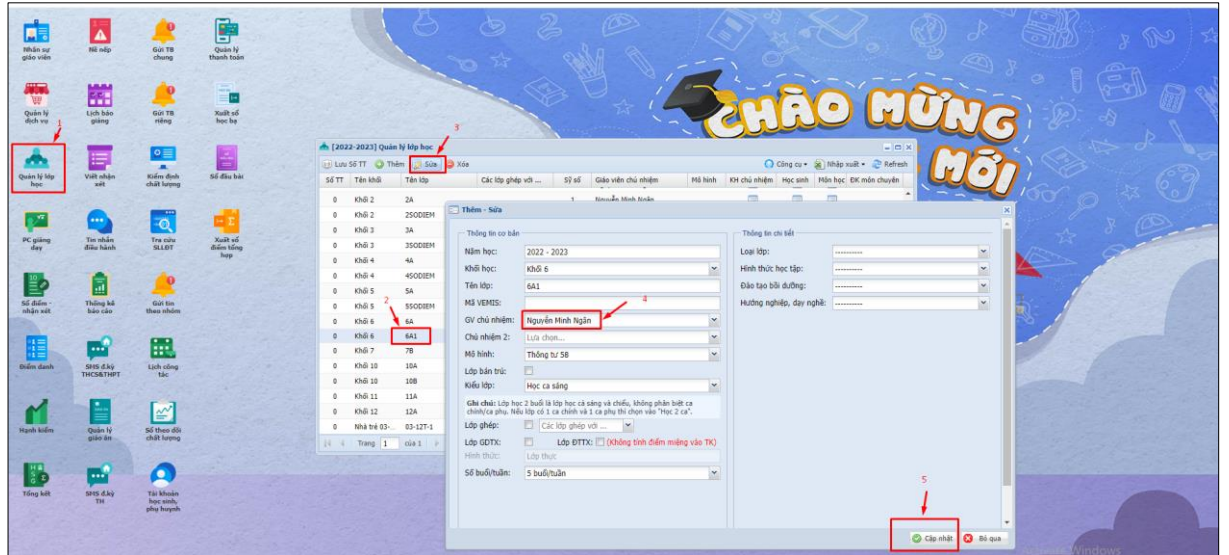 Nhân sự giáo viên
Nề nếp
Gửi TB chung
Quản lý thanh toán
Quản lý dịch vụ
Lịch báo giảng
Gửi TB riêng
Xuất sổ học bạ
1
Quản lý lớp học
Viết nhận xét
Kiểm định chất lượng
Sổ đầu bài
PC giảng dạy
Tin nhắn điều hành
Tra cứu SLLĐT
Xuất sổ điểm tổng hợp
Sổ điểm - nhận xét
Thống kê báo cáo
Gửi tin theo nhóm
Điểm danh
SMS đ.ký THCS&THPT
Lịch công tác
Hạnh kiểm
Quản lý giáo án
Sổ theo dõi chất lượng
Tổng kết
SMS đ.ký TH
Tài khoản học sinh, phụ huynh
CHÀO MỪNG
MỚI
3
[2022-2023] Quản lý lớp học
Lưu Số TT Thêm Sửa Xóa Công cụ Nhập xuất Refresh
Số TT Tên khối Tên lớp Các lớp ghép với ... Sỹ số Giáo viên chủ nhiệm Mô hình KH chủ nhiệm Học sinh Môn học ĐK môn chuyên
0 Khối 2 2A 1 Nguyễn Minh Ngân
0 Khối 2 2SODIEM
0 Khối 3 3A
0 Khối 3 3SODIEM
0 Khối 4 4A
0 Khối 4 4SODIEM
0 Khối 5 5A
0 Khối 5 5SODIEM
2
0 Khối 6 6A
0 Khối 6 6A1
0 Khối 7 7B
0 Khối 10 10A
0 Khối 10 10B
0 Khối 11 11A
0 Khối 12 12A
0 Nhà trẻ 03-... 03-12T-1
Trang 1 của 1
Thêm - Sửa
Thông tin cơ bản
Năm học: 2022 - 2023
Khối học: Khối 6
Tên lớp: 6A1
Mã VEMIS:
4
GV chủ nhiệm: Nguyễn Minh Ngân
Chủ nhiệm 2: Lựa chọn...
Mô hình: Thông tư 58
Lớp bán trú:
Kiểu lớp: Học ca sáng
Ghi chú: Lớp học 2 buổi là lớp học cả sáng và chiều, không phân biệt ca
chính/ca phụ. Nếu lớp có 1 ca chính và 1 ca phụ thì chọn vào "Học 2 ca".
Lớp ghép: Các lớp ghép với ...
Lớp GDTX: Lớp ĐTTX: (Không tính điểm miệng vào TK)
Hình thức: Lớp thực
Số buổi/tuần: 5 buổi/tuần
Thông tin chi tiết
Loại lớp: ----------
Hình thức học tập: ----------
Đào tạo bồi dưỡng: ----------
Hướng nghiệp, dạy nghề: ----------
5
Cập nhật Bỏ qua
Windows